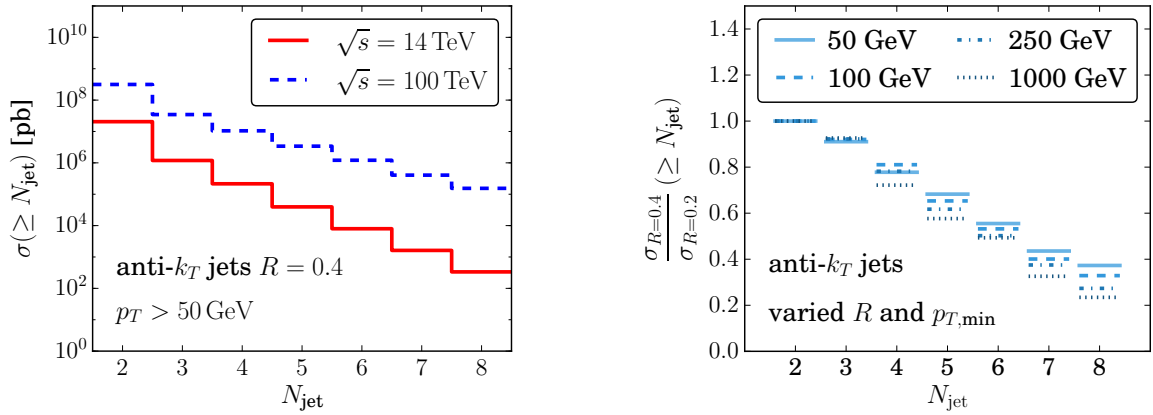 σ(≥ N_jet) [pb]
10^10
10^8
10^6
10^4
10^2
10^0
√s = 14 TeV
√s = 100 TeV
anti-k_T jets R = 0.4
p_T > 50 GeV
2 3 4 5 6 7 8
N_jet
σ_{R=0.4}/σ_{R=0.2} (≥ N_jet)
1.4
1.2
1.0
0.8
0.6
0.4
0.2
0.0
50 GeV 250 GeV
100 GeV 1000 GeV
anti-k_T jets
varied R and p_{T,min}
2 3 4 5 6 7 8
N_jet